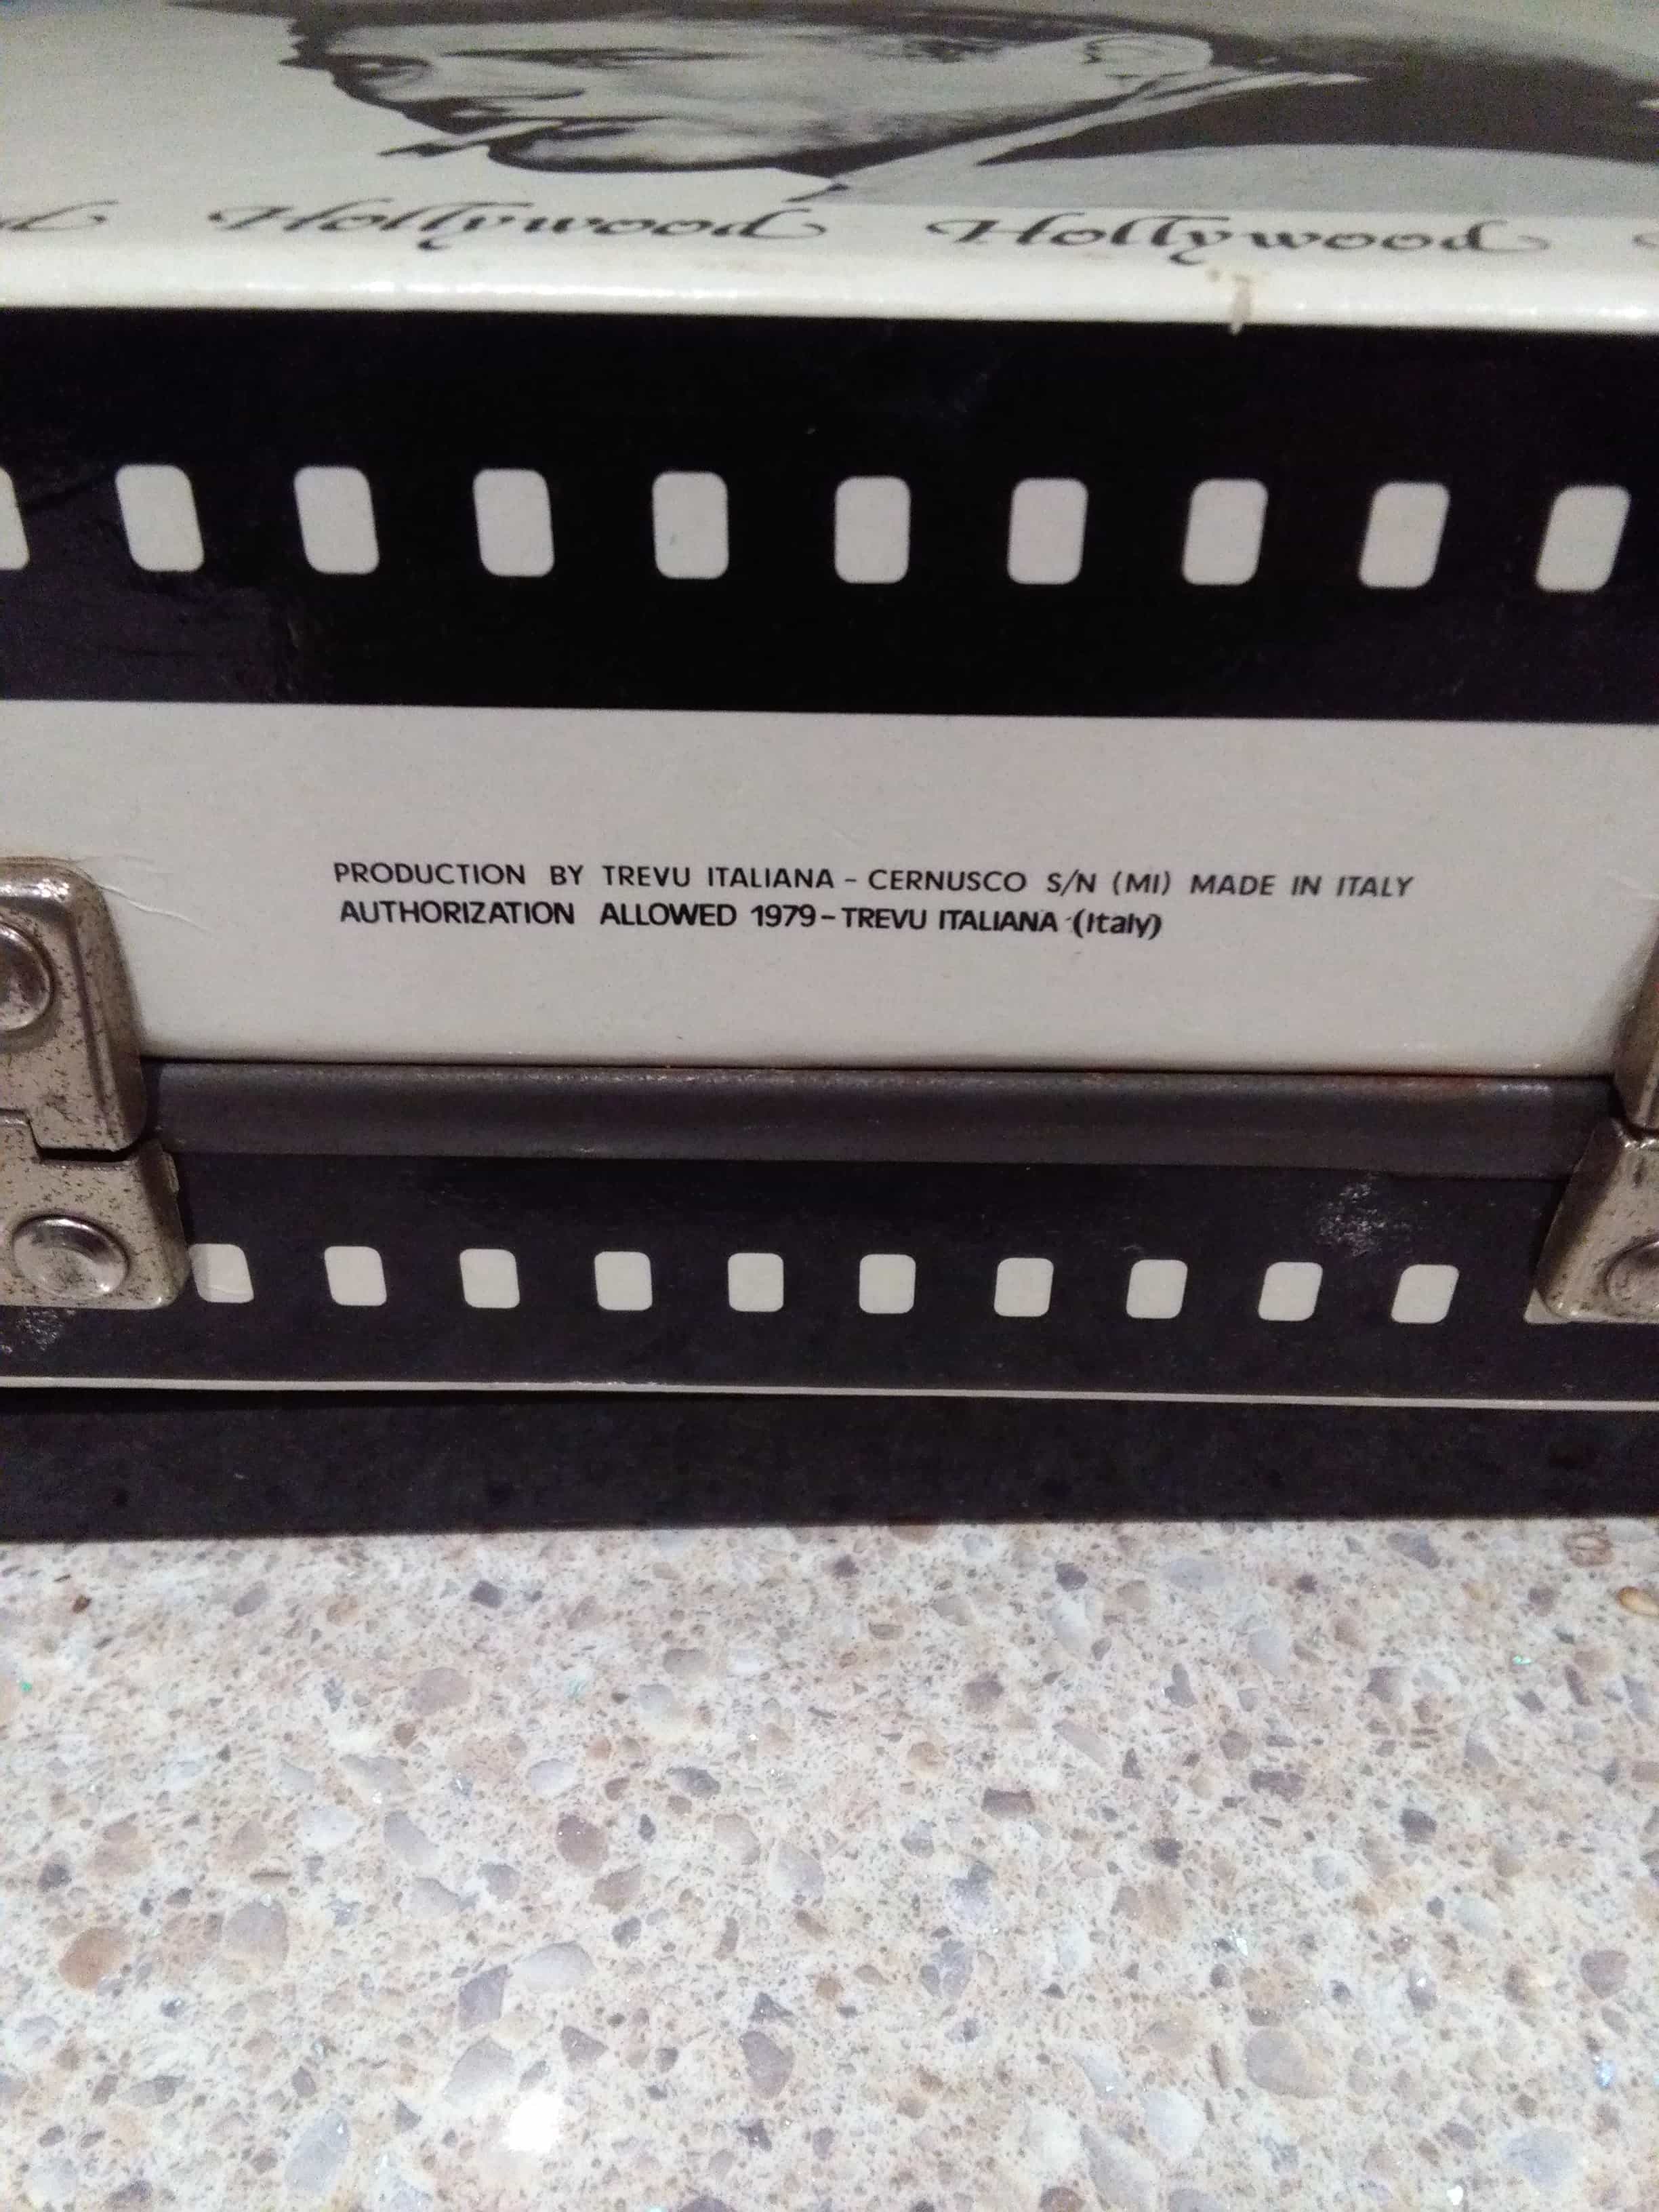 Hollywood Hollywood
PRODUCTION BY TREVU ITALIANA - CERNUSCO S/N (MI) MADE IN ITALY
AUTHORIZATION ALLOWED 1979 - TREVU ITALIANA (Italy)